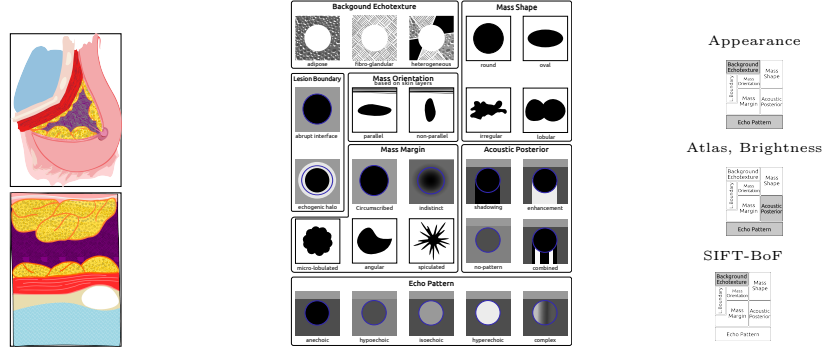 Backgound Echotexture
adipose
fibro-glandular
heterogeneous
Mass Shape
round
oval
irregular
lobular
Lesion Boundary
abrupt interface
echogenic halo
Mass Orientation
based on skin layers
parallel
non-parallel
Mass Margin
Circumscribed
indistinct
micro-lobulated
angular
spiculated
Acoustic Posterior
shadowing
enhancement
no-pattern
combined
Echo Pattern
anechoic
hypoechoic
isoechoic
hyperechoic
complex
Appearance
Background
Echotexture
Mass
Shape
L. Boundary
Mass
Orientation
Mass
Margin
Acoustic
Posterior
Echo Pattern
Atlas, Brightness
Background
Echotexture
Mass
Shape
L. Boundary
Mass
Orientation
Mass
Margin
Acoustic
Posterior
Echo Pattern
SIFT-BoF
Background
Echotexture
Mass
Shape
L. Boundary
Mass
Orientation
Mass
Margin
Acoustic
Posterior
Echo Pattern